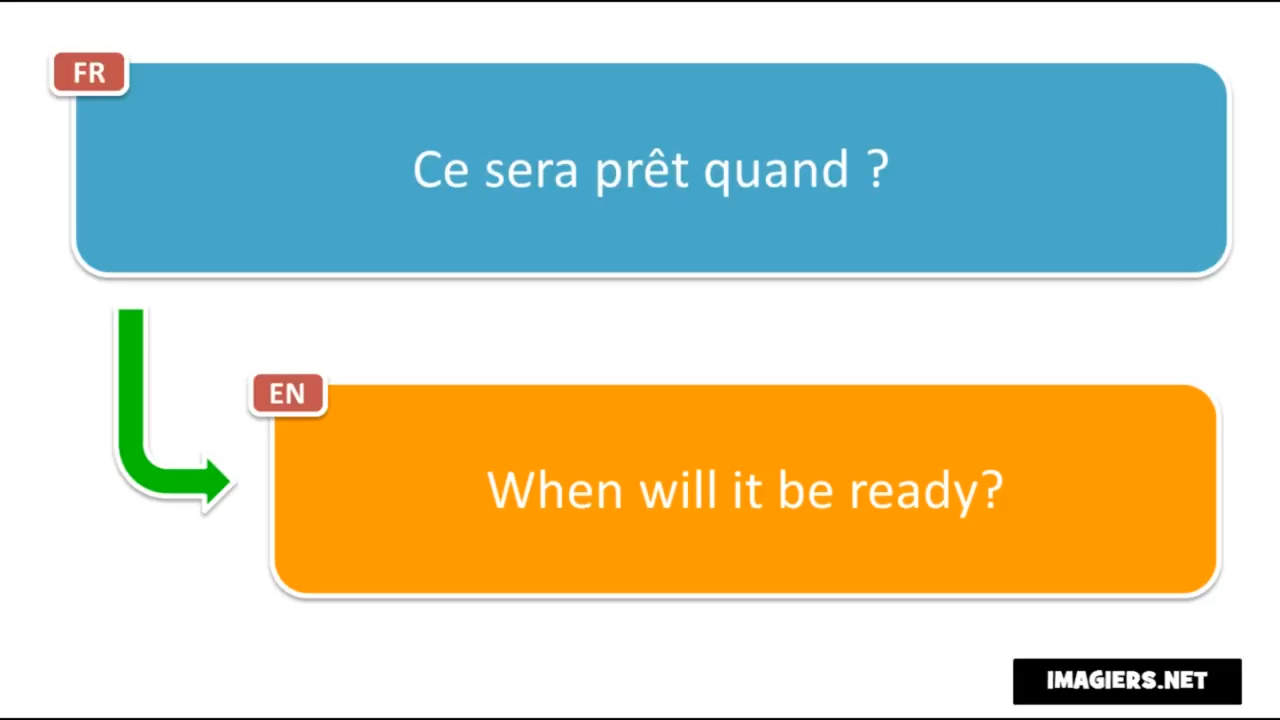 FR
Ce sera prêt quand ?
EN
When will it be ready?
IMAGIERS.NET